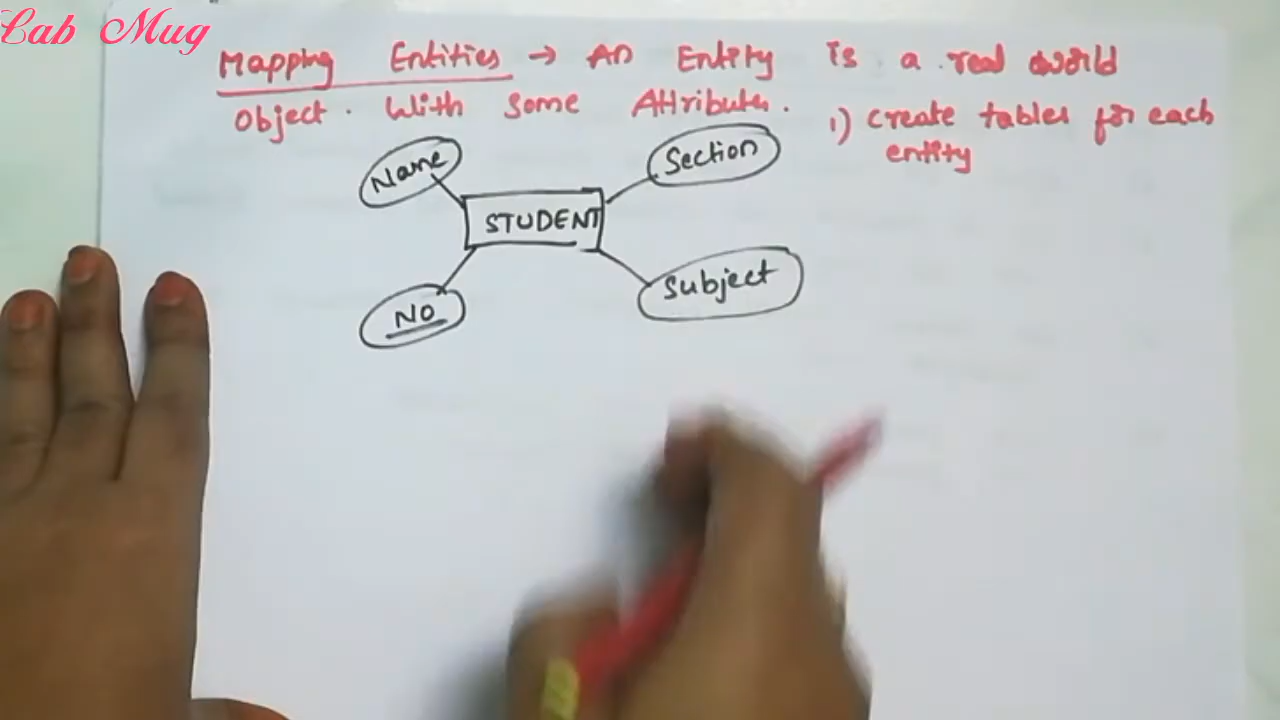 Lab Mug
Mapping Entities → An Entity is a real world
Object. With Some Attributes.
1) create tables for each
entity
Name
Section
STUDENT
NO
Subject